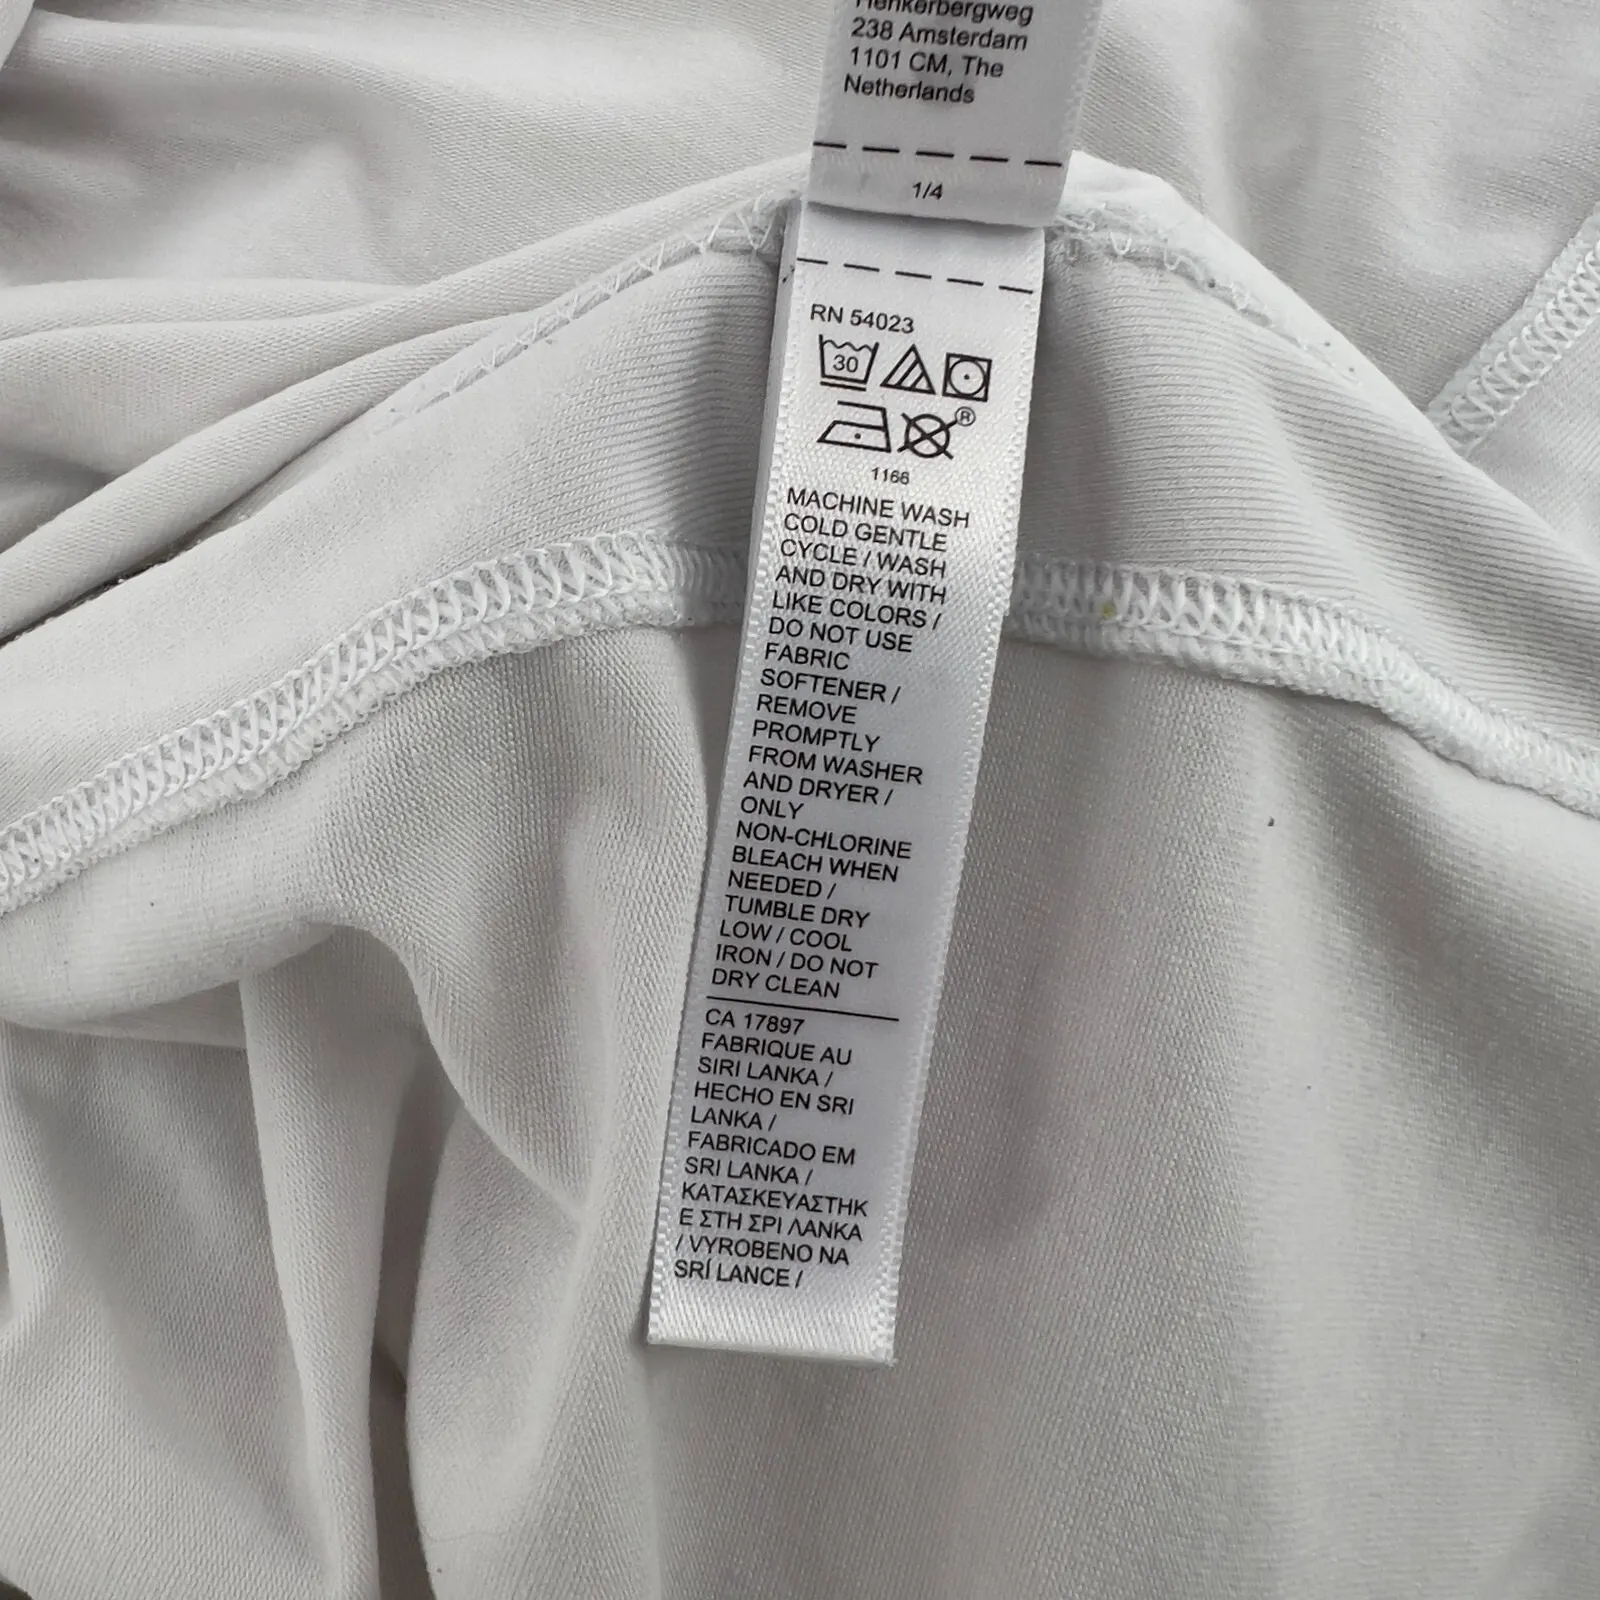 Henkerbergweg
238 Amsterdam
1101 CM, The
Netherlands
1/4
RN 54023
30
®
1166
MACHINE WASH
COLD GENTLE
CYCLE / WASH
AND DRY WITH
LIKE COLORS /
DO NOT USE
FABRIC
SOFTENER /
REMOVE
PROMPTLY
FROM WASHER
AND DRYER /
ONLY
NON-CHLORINE
BLEACH WHEN
NEEDED /
TUMBLE DRY
LOW / COOL
IRON / DO NOT
DRY CLEAN
CA 17897
FABRIQUE AU
SIRI LANKA /
HECHO EN SRI
LANKA /
FABRICADO EM
SRI LANKA /
ΚΑΤΑΣΚΕΥΑΣΤΗΚ
Ε ΣΤΗ ΣΡΙ ΛΑΝΚΑ
/ VYROBENO NA
SRÍ LANCE /